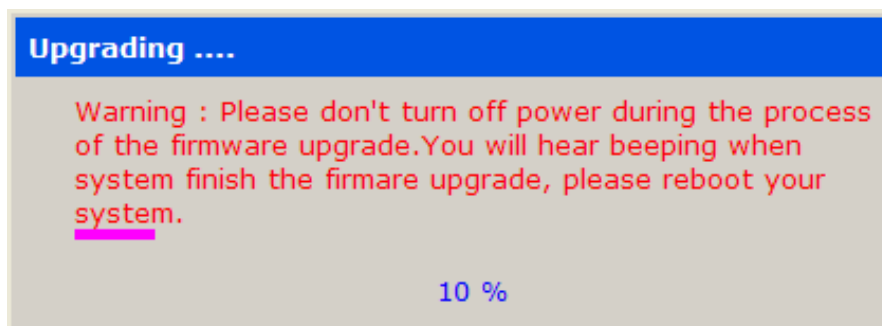 Upgrading ....
Warning : Please don't turn off power during the process
of the firmware upgrade.You will hear beeping when
system finish the firmare upgrade, please reboot your
system.
10 %